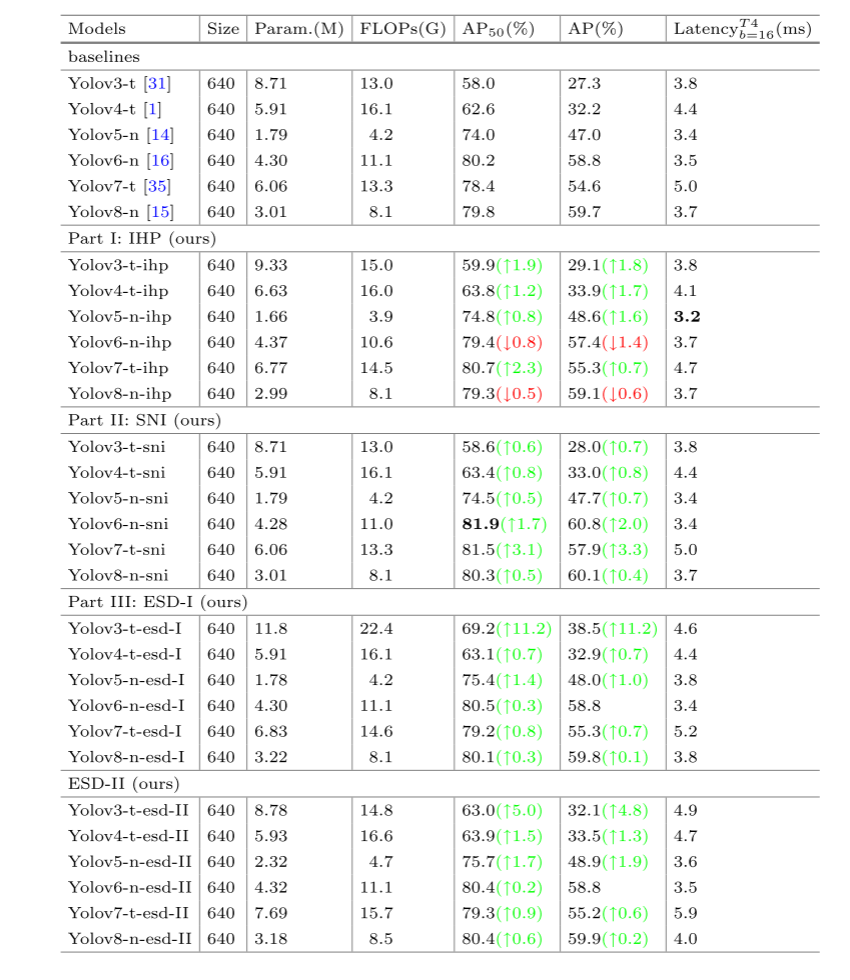 Models Size Param.(M) FLOPs(G) AP50(%) AP(%) Latency^{T4}_{b=16}(ms)
baselines
Yolov3-t [31] 640 8.71 13.0 58.0 27.3 3.8
Yolov4-t [1] 640 5.91 16.1 62.6 32.2 4.4
Yolov5-n [14] 640 1.79 4.2 74.0 47.0 3.4
Yolov6-n [16] 640 4.30 11.1 80.2 58.8 3.5
Yolov7-t [35] 640 6.06 13.3 78.4 54.6 5.0
Yolov8-n [15] 640 3.01 8.1 79.8 59.7 3.7
Part I: IHP (ours)
Yolov3-t-ihp 640 9.33 15.0 59.9(↑1.9) 29.1(↑1.8) 3.8
Yolov4-t-ihp 640 6.63 16.0 63.8(↑1.2) 33.9(↑1.7) 4.1
Yolov5-n-ihp 640 1.66 3.9 74.8(↑0.8) 48.6(↑1.6) 3.2
Yolov6-n-ihp 640 4.37 10.6 79.4(↓0.8) 57.4(↓1.4) 3.7
Yolov7-t-ihp 640 6.77 14.5 80.7(↑2.3) 55.3(↑0.7) 4.7
Yolov8-n-ihp 640 2.99 8.1 79.3(↓0.5) 59.1(↓0.6) 3.7
Part II: SNI (ours)
Yolov3-t-sni 640 8.71 13.0 58.6(↑0.6) 28.0(↑0.7) 3.8
Yolov4-t-sni 640 5.91 16.1 63.4(↑0.8) 33.0(↑0.8) 4.4
Yolov5-n-sni 640 1.79 4.2 74.5(↑0.5) 47.7(↑0.7) 3.4
Yolov6-n-sni 640 4.28 11.0 81.9(↑1.7) 60.8(↑2.0) 3.4
Yolov7-t-sni 640 6.06 13.3 81.5(↑3.1) 57.9(↑3.3) 5.0
Yolov8-n-sni 640 3.01 8.1 80.3(↑0.5) 60.1(↑0.4) 3.7
Part III: ESD-I (ours)
Yolov3-t-esd-I 640 11.8 22.4 69.2(↑11.2) 38.5(↑11.2) 4.6
Yolov4-t-esd-I 640 5.91 16.1 63.1(↑0.7) 32.9(↑0.7) 4.4
Yolov5-n-esd-I 640 1.78 4.2 75.4(↑1.4) 48.0(↑1.0) 3.8
Yolov6-n-esd-I 640 4.30 11.1 80.5(↑0.3) 58.8 3.4
Yolov7-t-esd-I 640 6.83 14.6 79.2(↑0.8) 55.3(↑0.7) 5.2
Yolov8-n-esd-I 640 3.22 8.1 80.1(↑0.3) 59.8(↑0.1) 3.8
ESD-II (ours)
Yolov3-t-esd-II 640 8.78 14.8 63.0(↑5.0) 32.1(↑4.8) 4.9
Yolov4-t-esd-II 640 5.93 16.6 63.9(↑1.5) 33.5(↑1.3) 4.7
Yolov5-n-esd-II 640 2.32 4.7 75.7(↑1.7) 48.9(↑1.9) 3.6
Yolov6-n-esd-II 640 4.32 11.1 80.4(↑0.2) 58.8 3.5
Yolov7-t-esd-II 640 7.69 15.7 79.3(↑0.9) 55.2(↑0.6) 5.9
Yolov8-n-esd-II 640 3.18 8.5 80.4(↑0.6) 59.9(↑0.2) 4.0